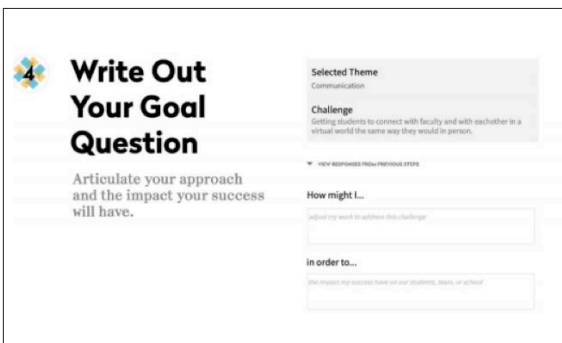 4
Write Out
Your Goal
Question
Articulate your approach
and the impact your success
will have.
Selected Theme
Communication
Challenge
Getting students to connect with faculty and with eachother in a
virtual world the same way they would in person.
VIEW RESPONSES FROM PREVIOUS STEPS
How might I...
adjust my work to address this challenge
in order to...
the impact my success have on our students, team, or school